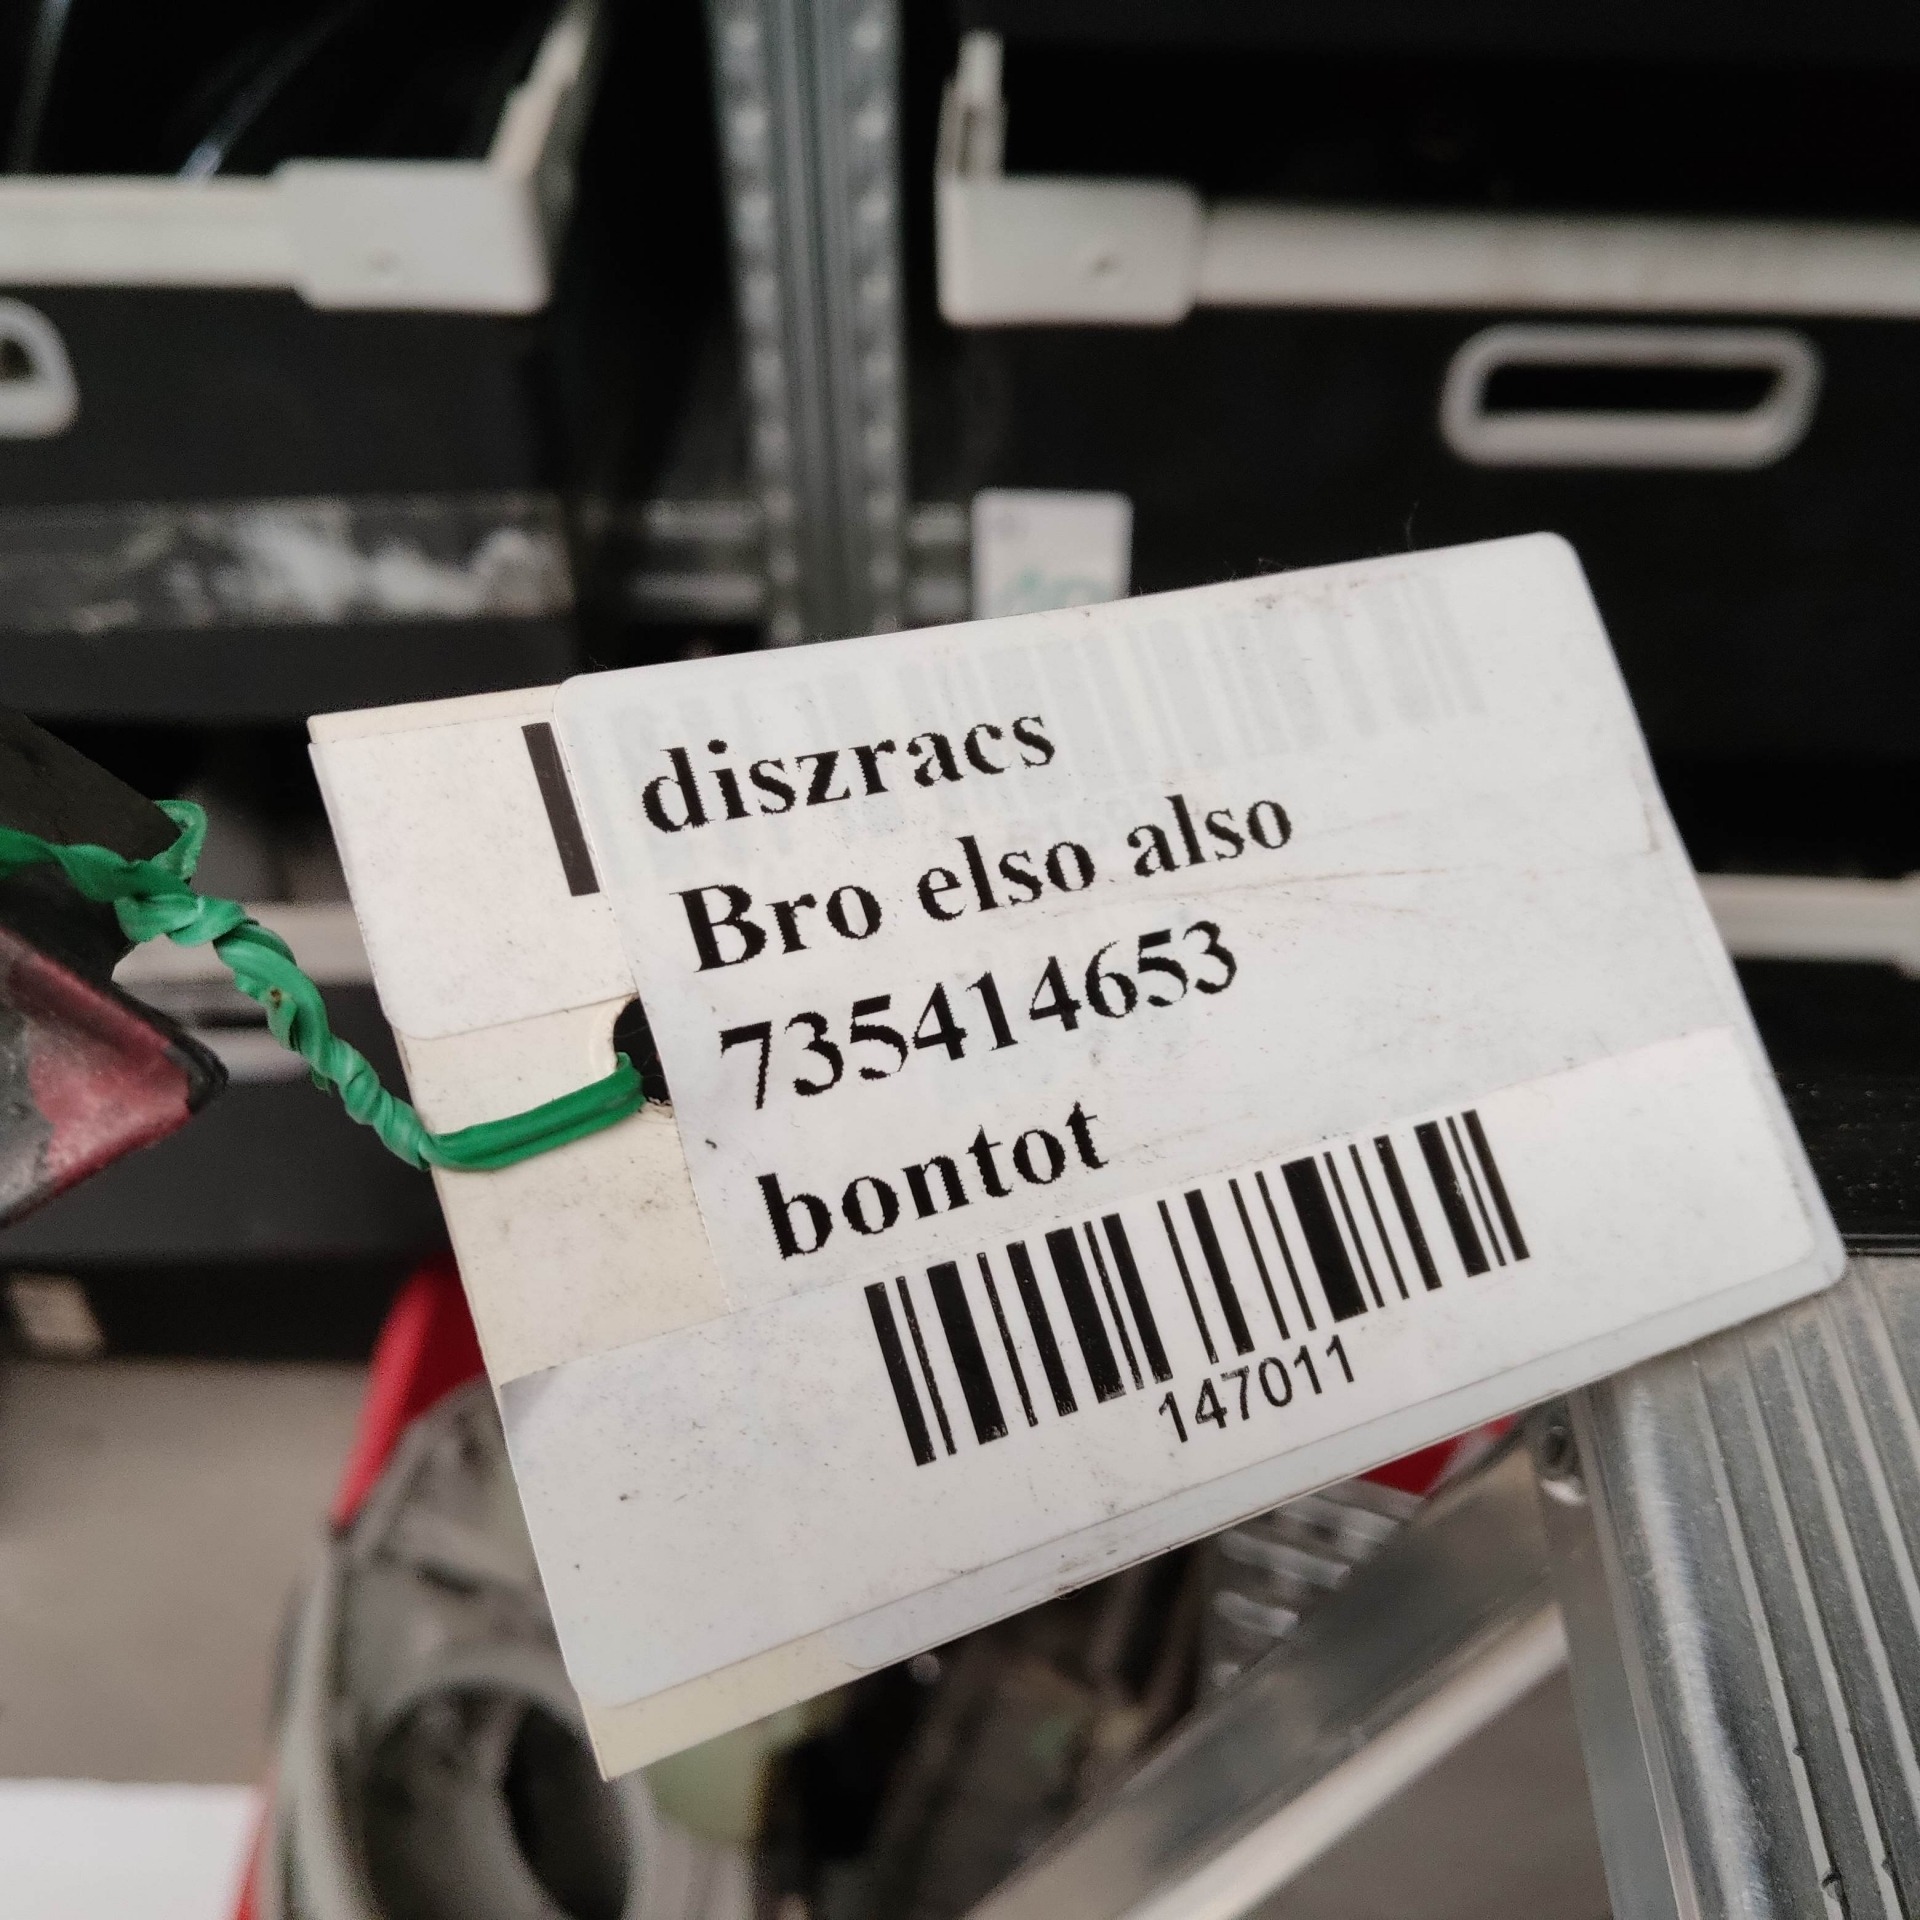 diszracs
Bro elso also
735414653
bontot
147011